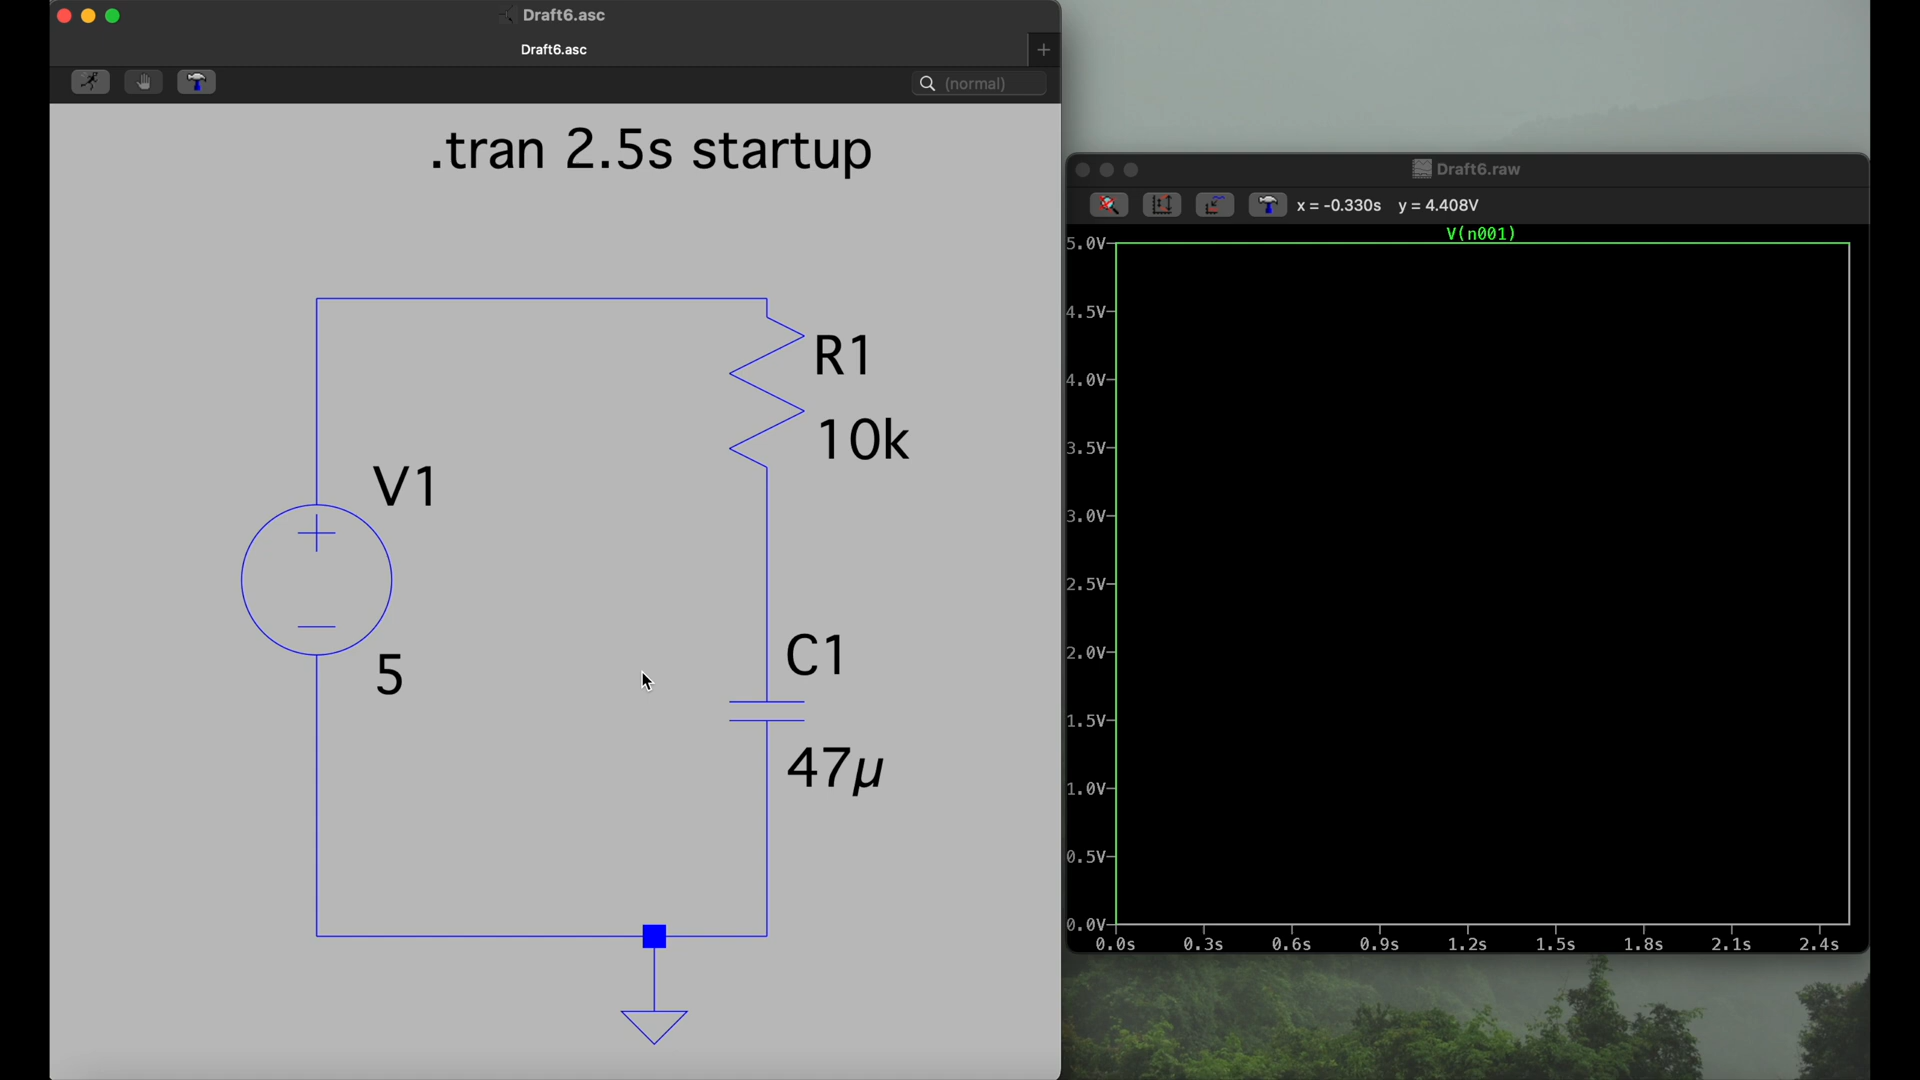 Draft6.asc
Draft6.asc
(normal)
.tran 2.5s startup
R1
10k
V1
5
C1
47µ
Draft6.raw
x = -0.330s y = 4.408V
V(n001)
5.0V
4.5V
4.0V
3.5V
3.0V
2.5V
2.0V
1.5V
1.0V
0.5V
0.0V
0.0s 0.3s 0.6s 0.9s 1.2s 1.5s 1.8s 2.1s 2.4s